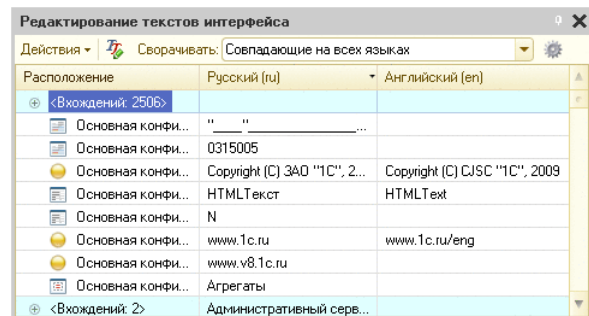 Редактирование текстов интерфейса
Действия Сворачивать: Совпадающие на всех языках
Расположение Русский (ru) Английский (en)
<Вхождений: 2506>
Основная конфи... "____"__________________...
Основная конфи... 0315005
Основная конфи... Copyright (C) ЗАО "1С", 2... Copyright (C) CJSC "1C", 2009
Основная конфи... HTMLТекст HTMLText
Основная конфи... N
Основная конфи... www.1c.ru www.1c.ru/eng
Основная конфи... www.v8.1c.ru
Основная конфи... Агрегаты
<Вхождений: 2> Административный серв...